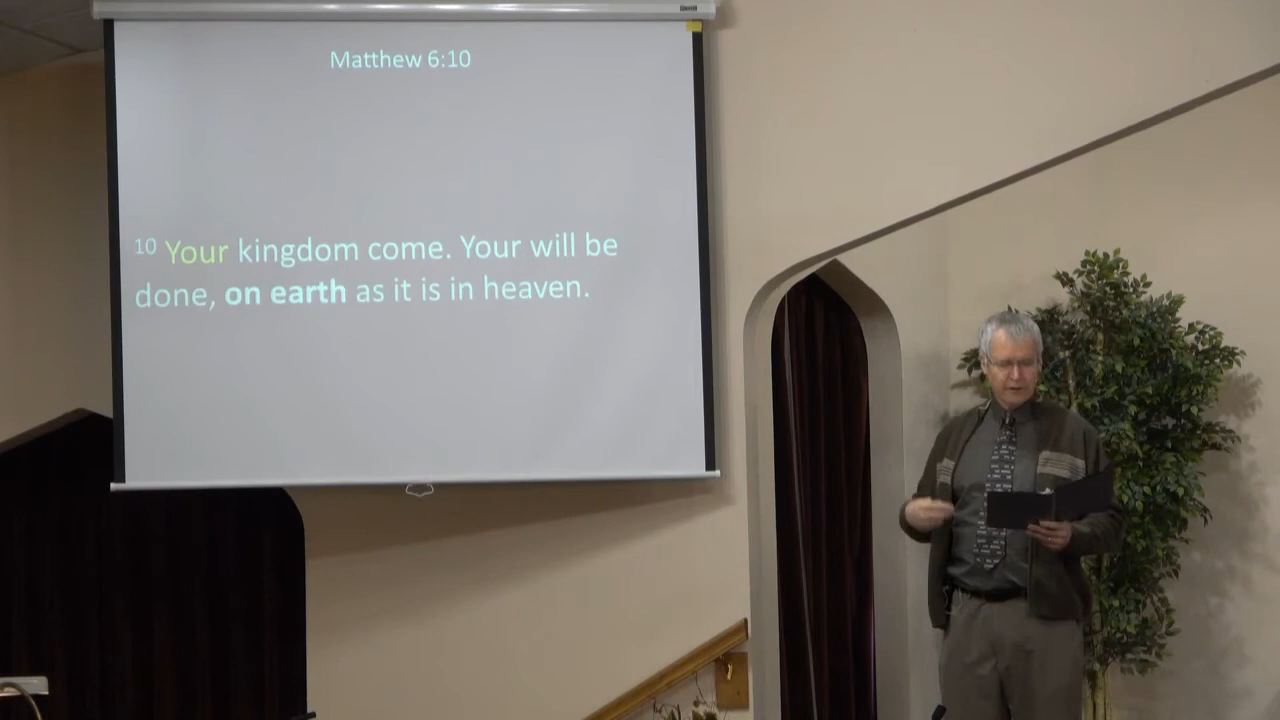 Matthew 6:10
10 Your kingdom come. Your will be
done, on earth as it is in heaven.